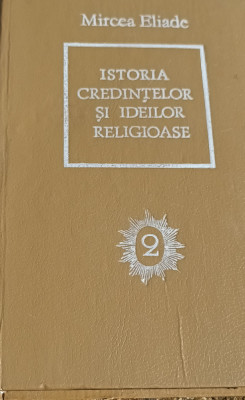 Mircea Eliade
ISTORIA
CREDINȚELOR
ȘI IDEILOR
RELIGIOASE
2